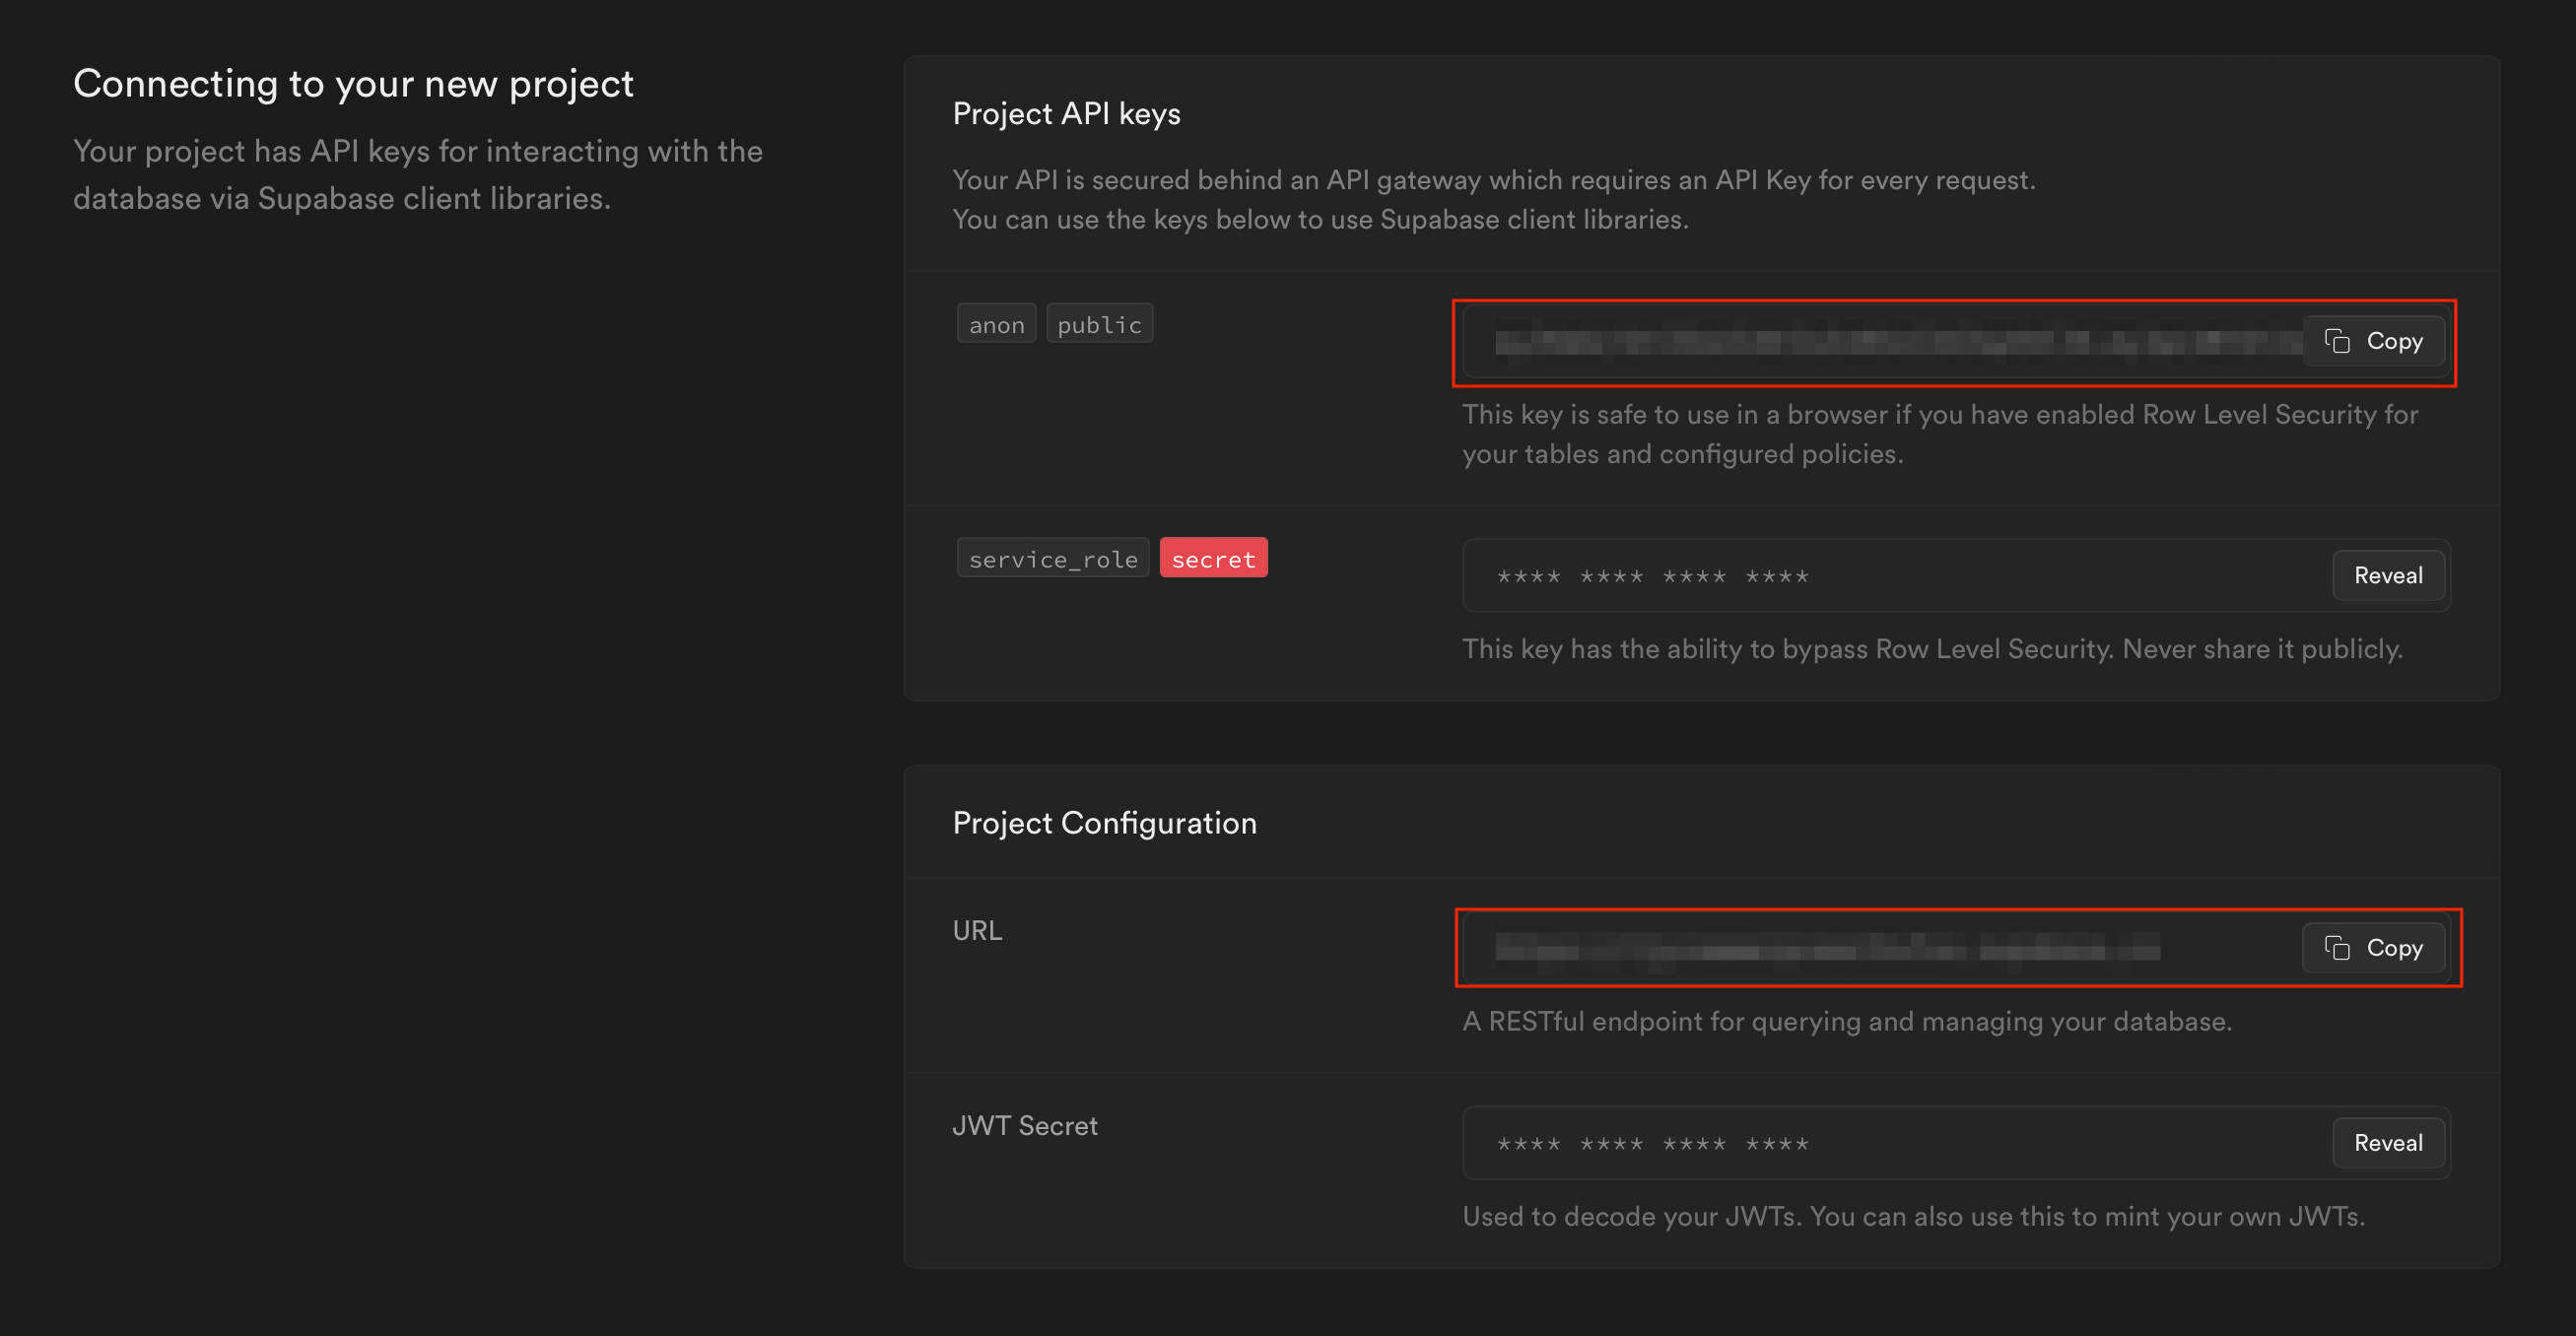 Connecting to your new project
Your project has API keys for interacting with the
database via Supabase client libraries.
Project API keys
Your API is secured behind an API gateway which requires an API Key for every request.
You can use the keys below to use Supabase client libraries.
anon public
Copy
This key is safe to use in a browser if you have enabled Row Level Security for
your tables and configured policies.
service_role secret
**** **** **** **** Reveal
This key has the ability to bypass Row Level Security. Never share it publicly.
Project Configuration
URL
Copy
A RESTful endpoint for querying and managing your database.
JWT Secret
**** **** **** **** Reveal
Used to decode your JWTs. You can also use this to mint your own JWTs.